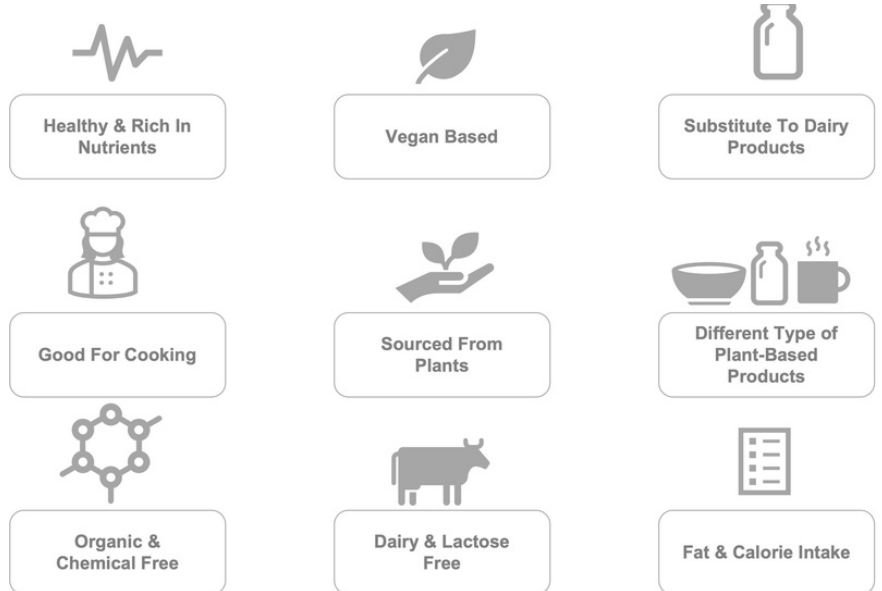 Healthy & Rich In
Nutrients
Vegan Based
Substitute To Dairy
Products
Good For Cooking
Sourced From
Plants
Different Type of
Plant-Based
Products
Organic &
Chemical Free
Dairy & Lactose
Free
Fat & Calorie Intake